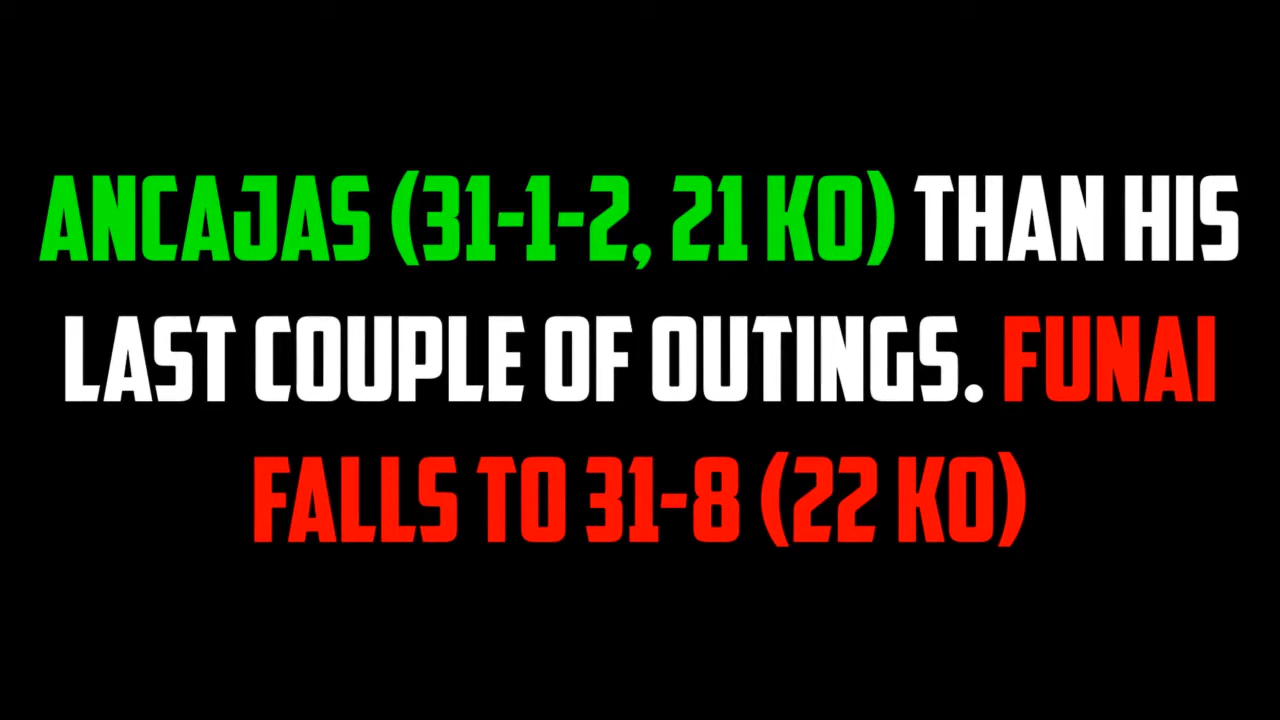 ANCAJAS (31-1-2, 21 KO) THAN HIS
LAST COUPLE OF OUTINGS. FUNAI
FALLS TO 31-8 (22 KO)